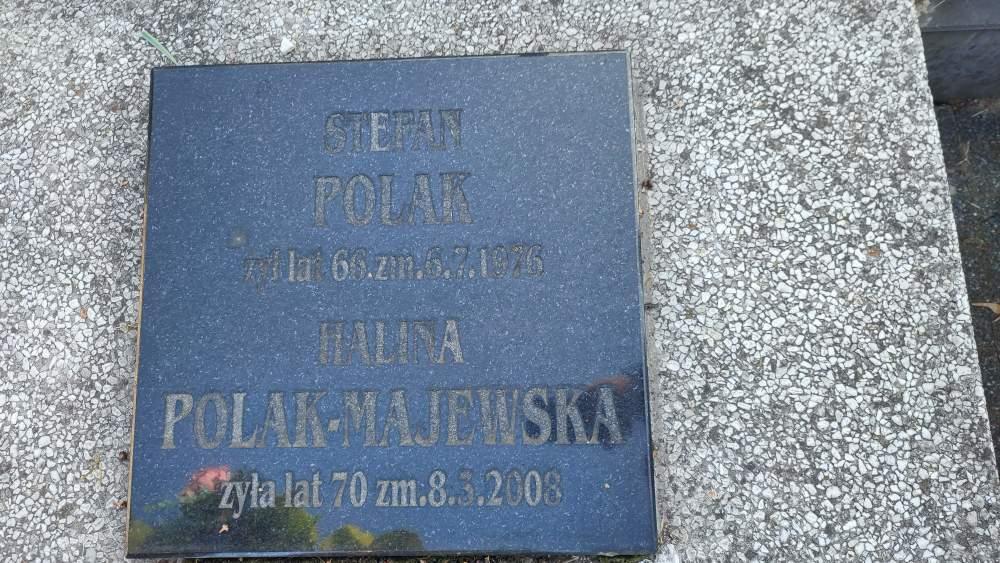 STEFAN
POLAK
żył lat 66.zm.6.7.1976
HALINA
POLAK-MAJEWSKA
żyła lat 70 zm.8.3.2008